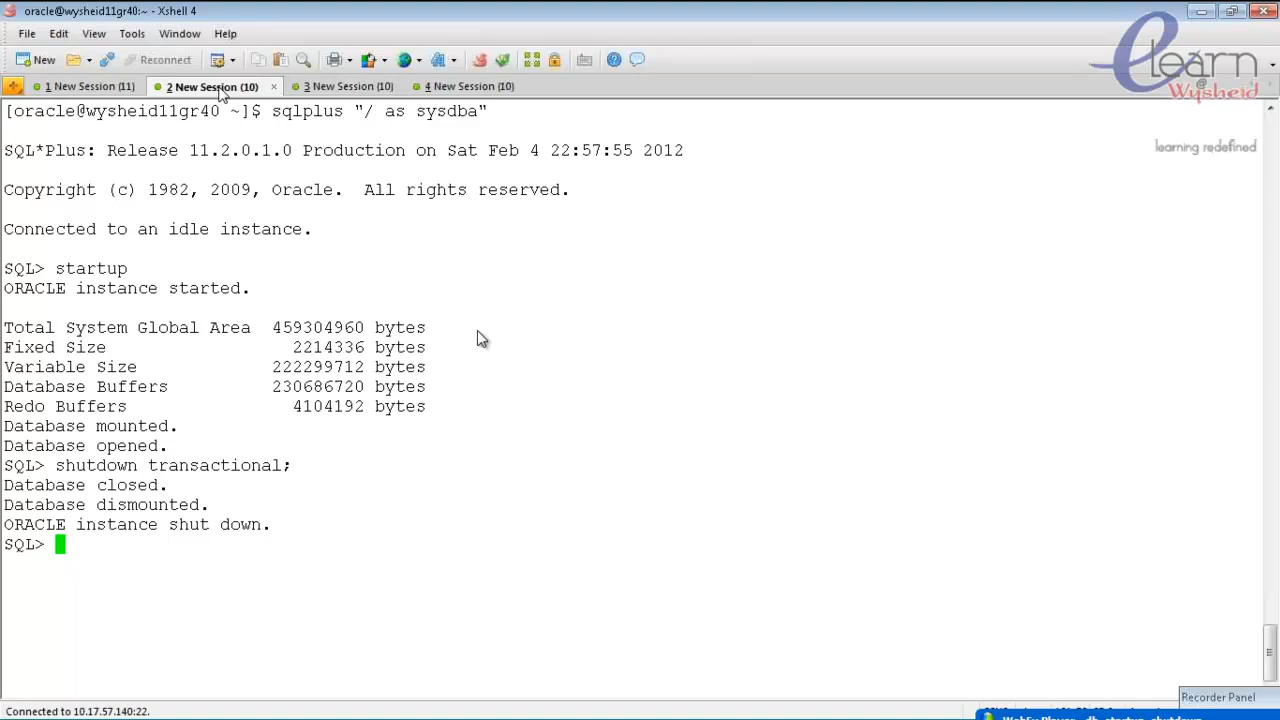 oracle@wysheid11gr40:~ - Xshell 4
File Edit View Tools Window Help
New Reconnect
1 New Session (11) 2 New Session (10) 3 New Session (10) 4 New Session (10)
elearn
@
Wysheid
learning redefined
[oracle@wysheid11gr40 ~]$ sqlplus "/ as sysdba"
SQL*Plus: Release 11.2.0.1.0 Production on Sat Feb 4 22:57:55 2012
Copyright (c) 1982, 2009, Oracle.  All rights reserved.
Connected to an idle instance.
SQL> startup
ORACLE instance started.
Total System Global Area  459304960 bytes
Fixed Size                  2214336 bytes
Variable Size             222299712 bytes
Database Buffers          230686720 bytes
Redo Buffers                4104192 bytes
Database mounted.
Database opened.
SQL> shutdown transactional;
Database closed.
Database dismounted.
ORACLE instance shut down.
SQL>
Recorder Panel
Connected to 10.17.57.140:22.